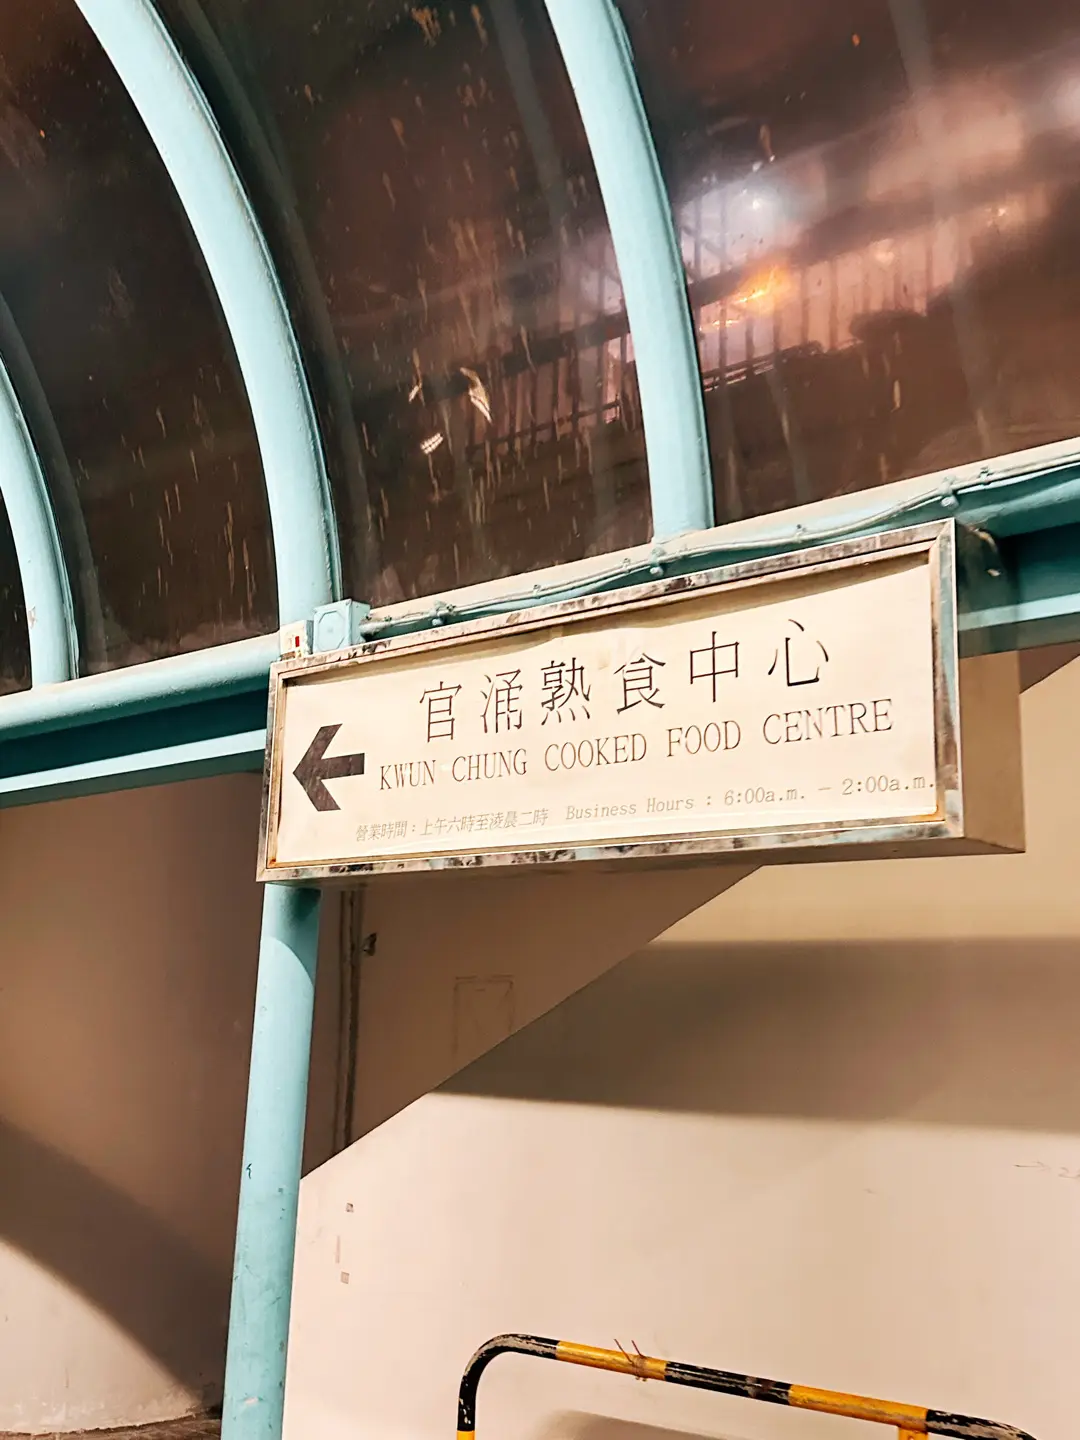 官涌熟食中心
KWUN CHUNG COOKED FOOD CENTRE
營業時間：上午六時至淩晨二時 Business Hours : 6:00a.m. — 2:00a.m.